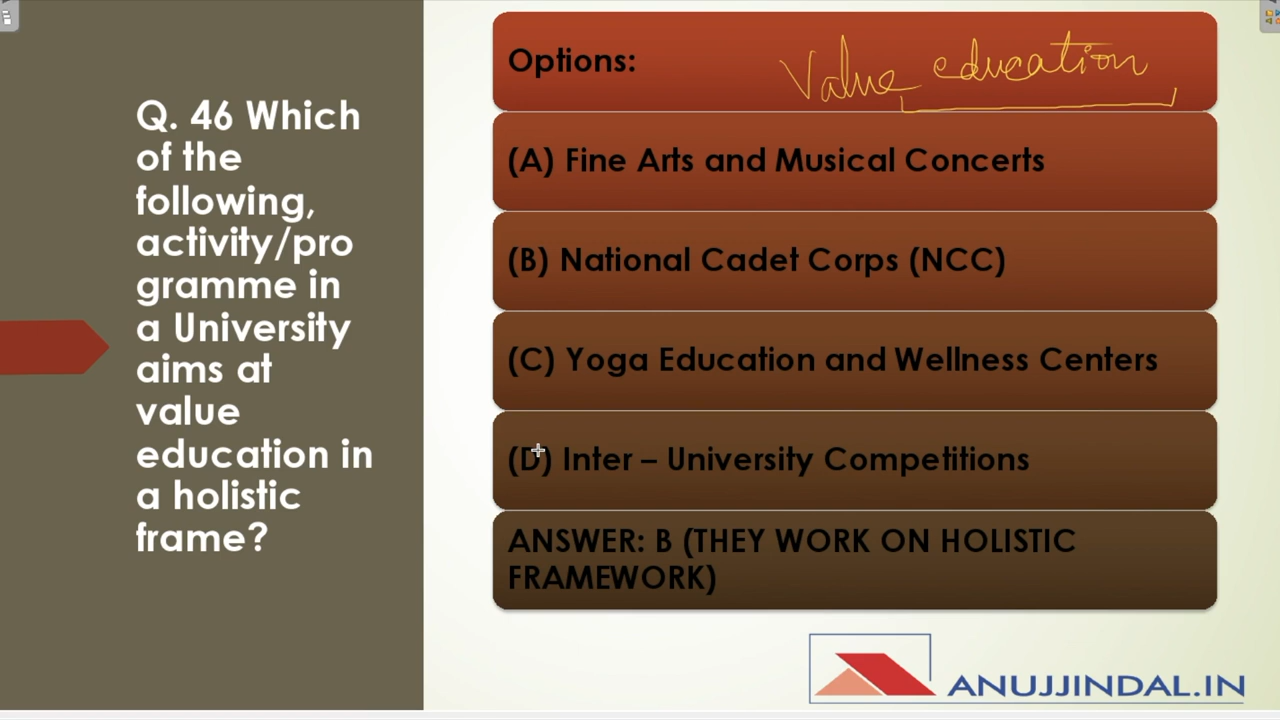 Q. 46 Which
of the
following,
activity/pro
gramme in
a University
aims at
value
education in
a holistic
frame?
Options:
Value education
(A) Fine Arts and Musical Concerts
(B) National Cadet Corps (NCC)
(C) Yoga Education and Wellness Centers
(D) Inter – University Competitions
ANSWER: B (THEY WORK ON HOLISTIC
FRAMEWORK)
ANUJJINDAL.IN